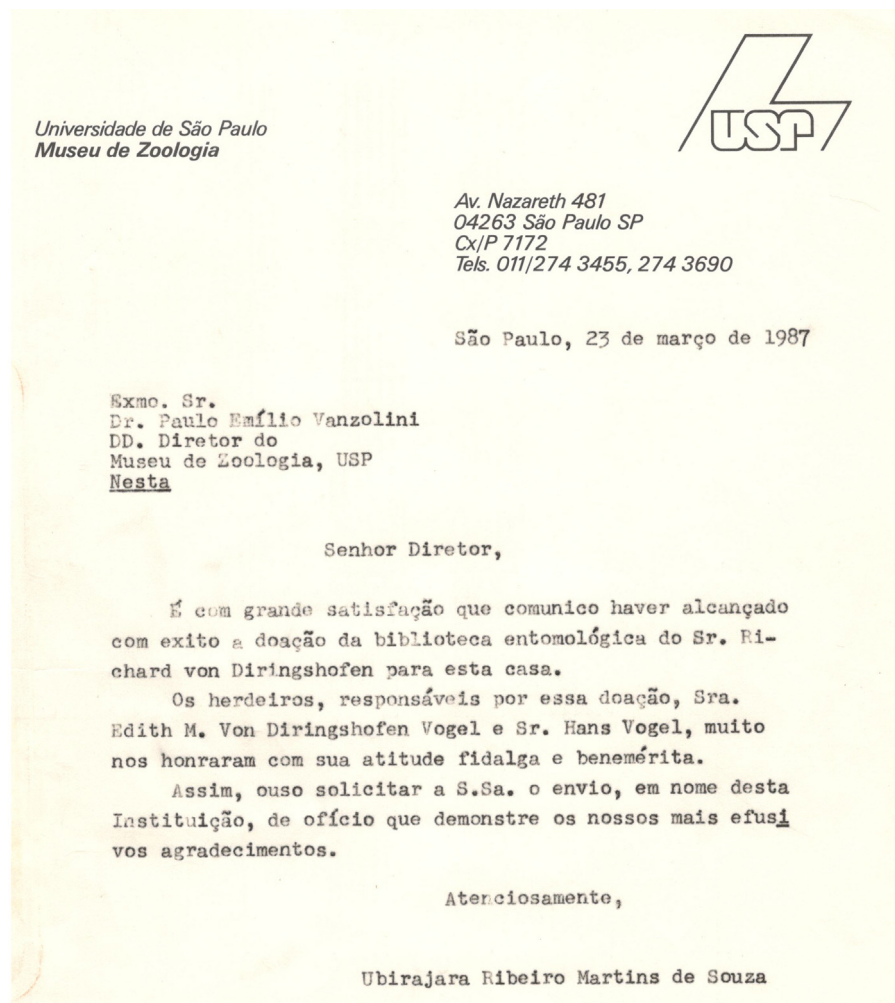 Universidade de São Paulo
Museu de Zoologia
USP
Av. Nazareth 481
04263 São Paulo SP
Cx/P 7172
Tels. 011/274 3455, 274 3690
São Paulo, 23 de março de 1987
Exmo. Sr.
Dr. Paulo Emílio Vanzolini
DD. Diretor do
Museu de Zoologia, USP
Nesta
Senhor Diretor,
É com grande satisfação que comunico haver alcançado
com exito a doação da biblioteca entomológica do Sr. Ri-
chard von Diringshofen para esta casa.
Os herdeiros, responsáveis por essa doação, Sra.
Edith M. Von Diringshofen Vogel e Sr. Hans Vogel, muito
nos honraram com sua atitude fidalga e benemérita.
Assim, ouso solicitar a S.Sa. o envio, em nome desta
Instituição, de ofício que demonstre os nossos mais efusi
vos agradecimentos.
Atenciosamente,
Ubirajara Ribeiro Martins de Souza